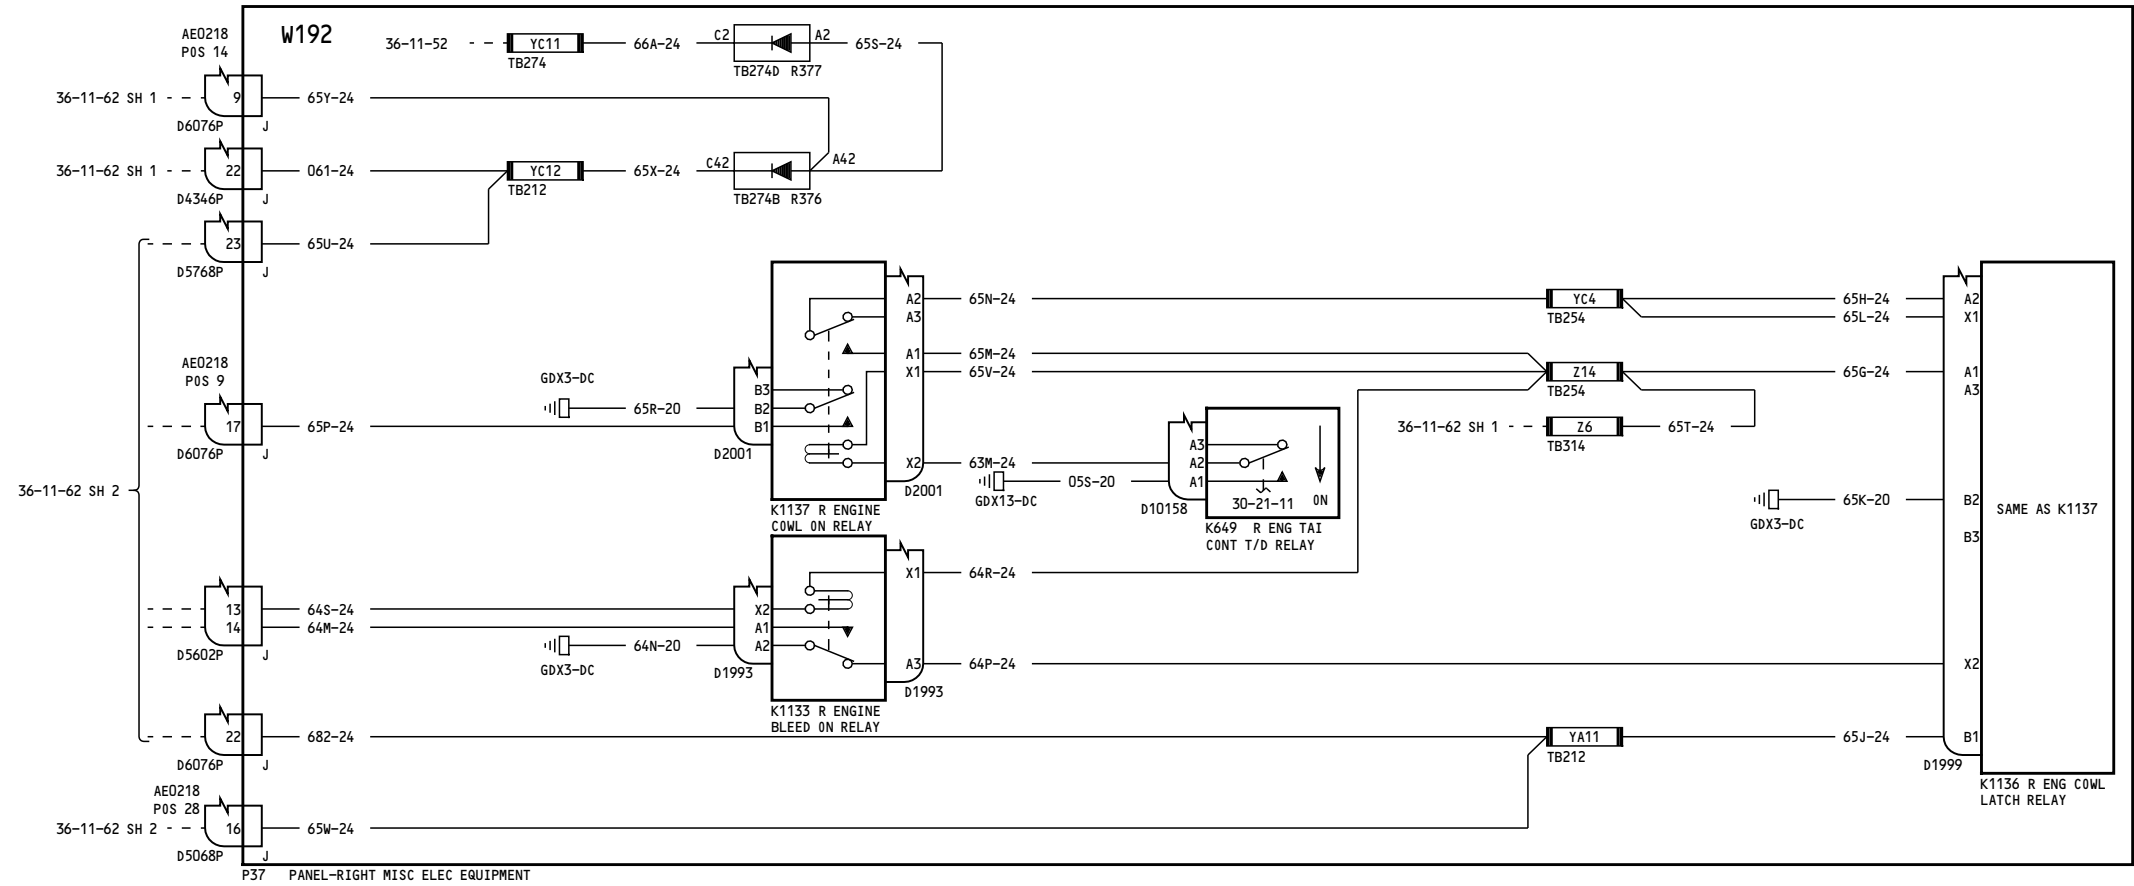 AE0218
POS 14
W192
36-11-52
YC11
TB274
66A-24
C2
A2
65S-24
TB274D R377
36-11-62 SH 1
9
65Y-24
D6076P
J
36-11-62 SH 1
22
061-24
YC12
TB212
65X-24
C42
A42
TB274B R376
D4346P
J
23
65U-24
D5768P
J
A2
65N-24
YC4
TB254
65H-24
A2
A3
65L-24
X1
A1
65M-24
X1
65V-24
Z14
TB254
65G-24
A1
A3
AE0218
POS 9
GDX3-DC
B3
B2
B1
65R-20
17
65P-24
D6076P
J
D2001
36-11-62 SH 1
Z6
TB314
65T-24
X2
63M-24
D2001
GDX13-DC
05S-20
A3
A2
A1
D10158
30-21-11
ON
K649 R ENG TAI
CONT T/D RELAY
GDX3-DC
65K-20
B2
B3
SAME AS K1137
36-11-62 SH 2
K1137 R ENGINE
COWL ON RELAY
X1
64R-24
13
64S-24
X2
14
64M-24
A1
D5602P
J
GDX3-DC
64N-20
A2
D1993
A3
64P-24
X2
D1993
K1133 R ENGINE
BLEED ON RELAY
22
682-24
YA11
TB212
65J-24
B1
D6076P
J
D1999
K1136 R ENG COWL
LATCH RELAY
AE0218
POS 28
36-11-62 SH 2
16
65W-24
D5068P
J
P37 PANEL-RIGHT MISC ELEC EQUIPMENT